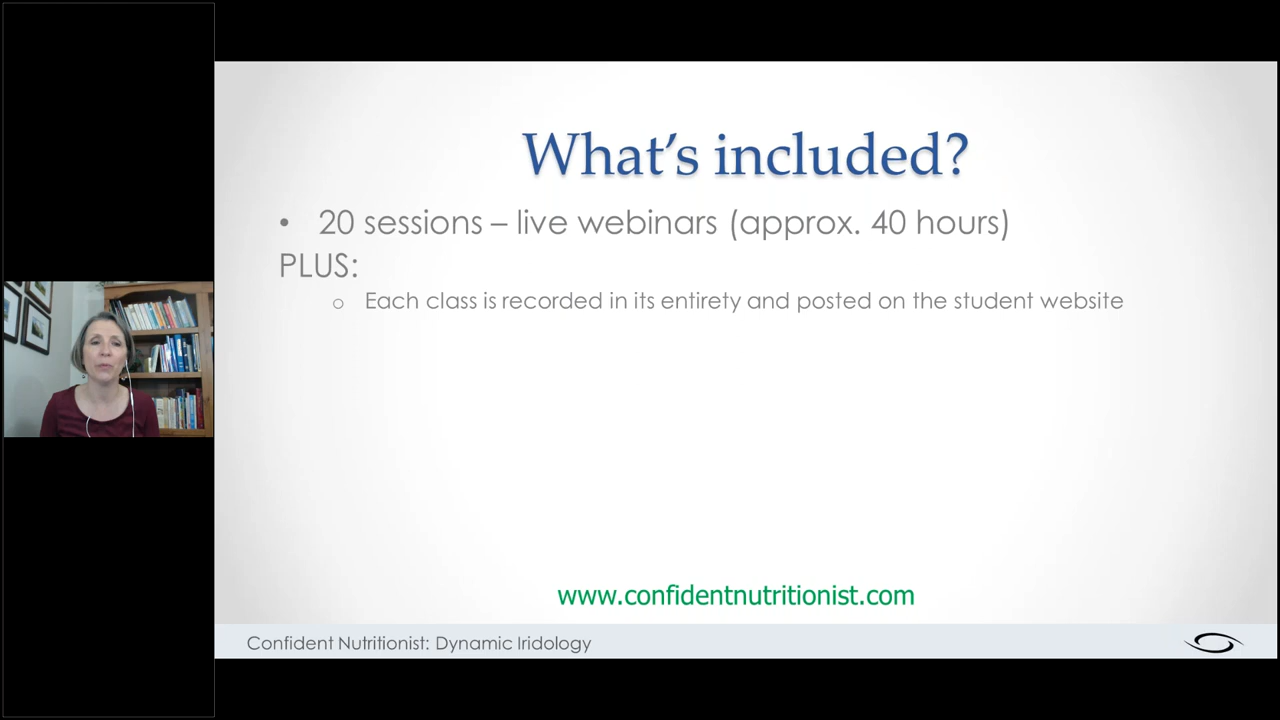 What’s included?
• 20 sessions – live webinars (approx. 40 hours)
PLUS:
o Each class is recorded in its entirety and posted on the student website
www.confidentnutritionist.com
Confident Nutritionist: Dynamic Iridology